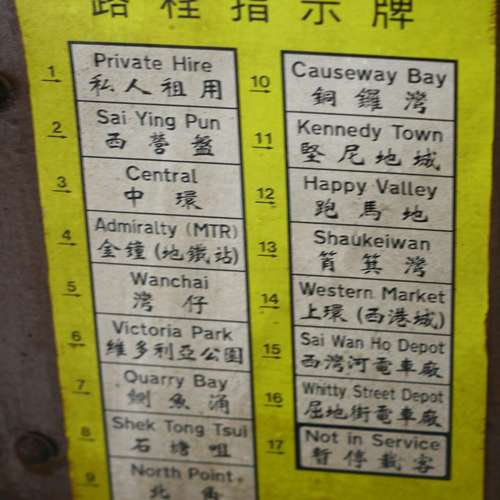 路程指示牌
1 Private Hire
私人租用
2 Sai Ying Pun
西營盤
3 Central
中環
4 Admiralty (MTR)
金鐘(地鐵站)
5 Wanchai
灣仔
6 Victoria Park
維多利亞公園
7 Quarry Bay
鰂魚涌
8 Shek Tong Tsui
石塘咀
9 North Point
北角
10 Causeway Bay
銅鑼灣
11 Kennedy Town
堅尼地城
12 Happy Valley
跑馬地
13 Shaukeiwan
筲箕灣
14 Western Market
上環(西港城)
15 Sai Wan Ho Depot
西灣河電車廠
16 Whitty Street Depot
屈地街電車廠
17 Not in Service
暫停載客